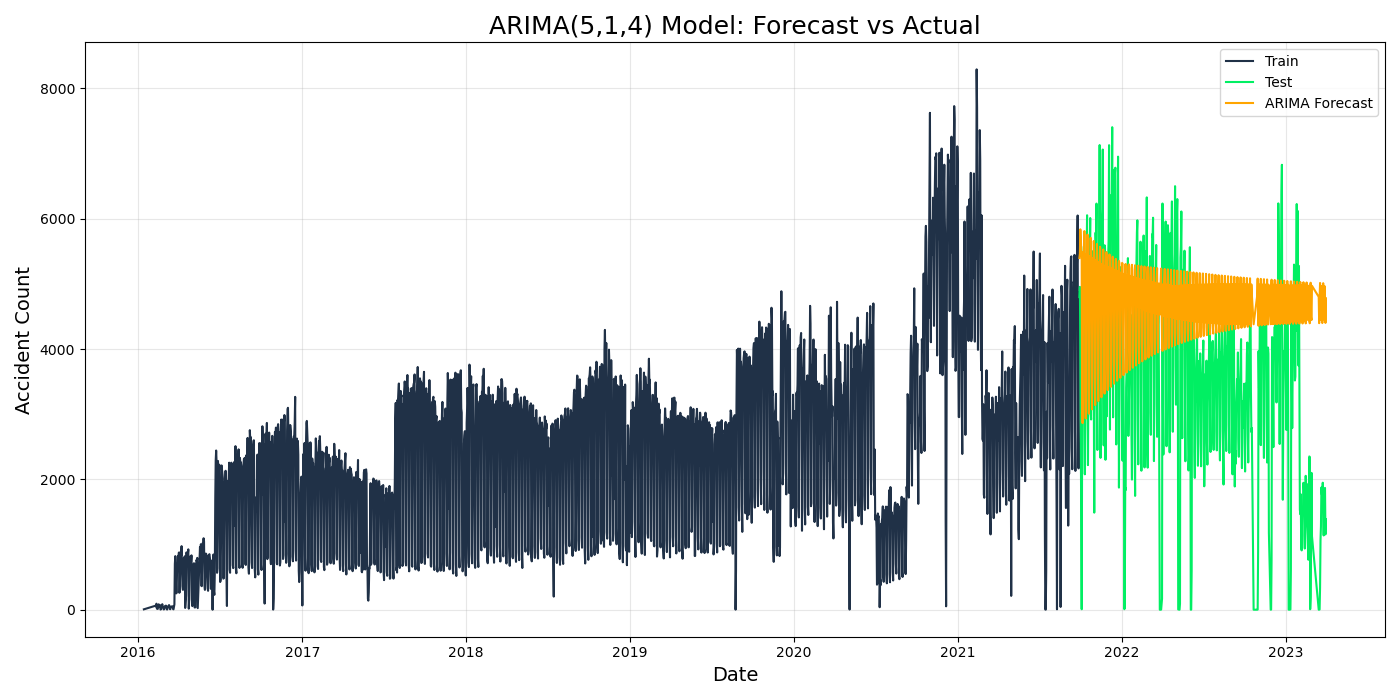 ARIMA(5,1,4) Model: Forecast vs Actual
Train
Test
ARIMA Forecast
Accident Count
8000
6000
4000
2000
0
2016
2017
2018
2019
2020
2021
2022
2023
Date